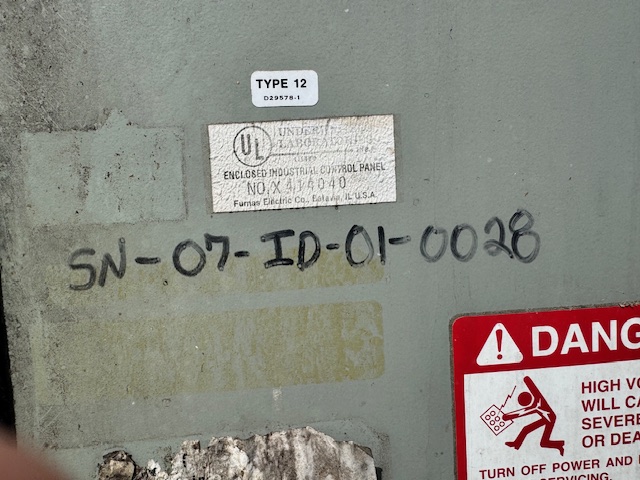 TYPE 12
D29578-1
UL
ENCLOSED INDUSTRIAL CONTROL PANEL
NO. X 414040
Furnas Electric Co., Batavia, IL U.S.A.
SN-07-ID-01-0028
DANG
HIGH VO
WILL CA
SEVERE
OR DEA
TURN OFF POWER AND
SERVICING.